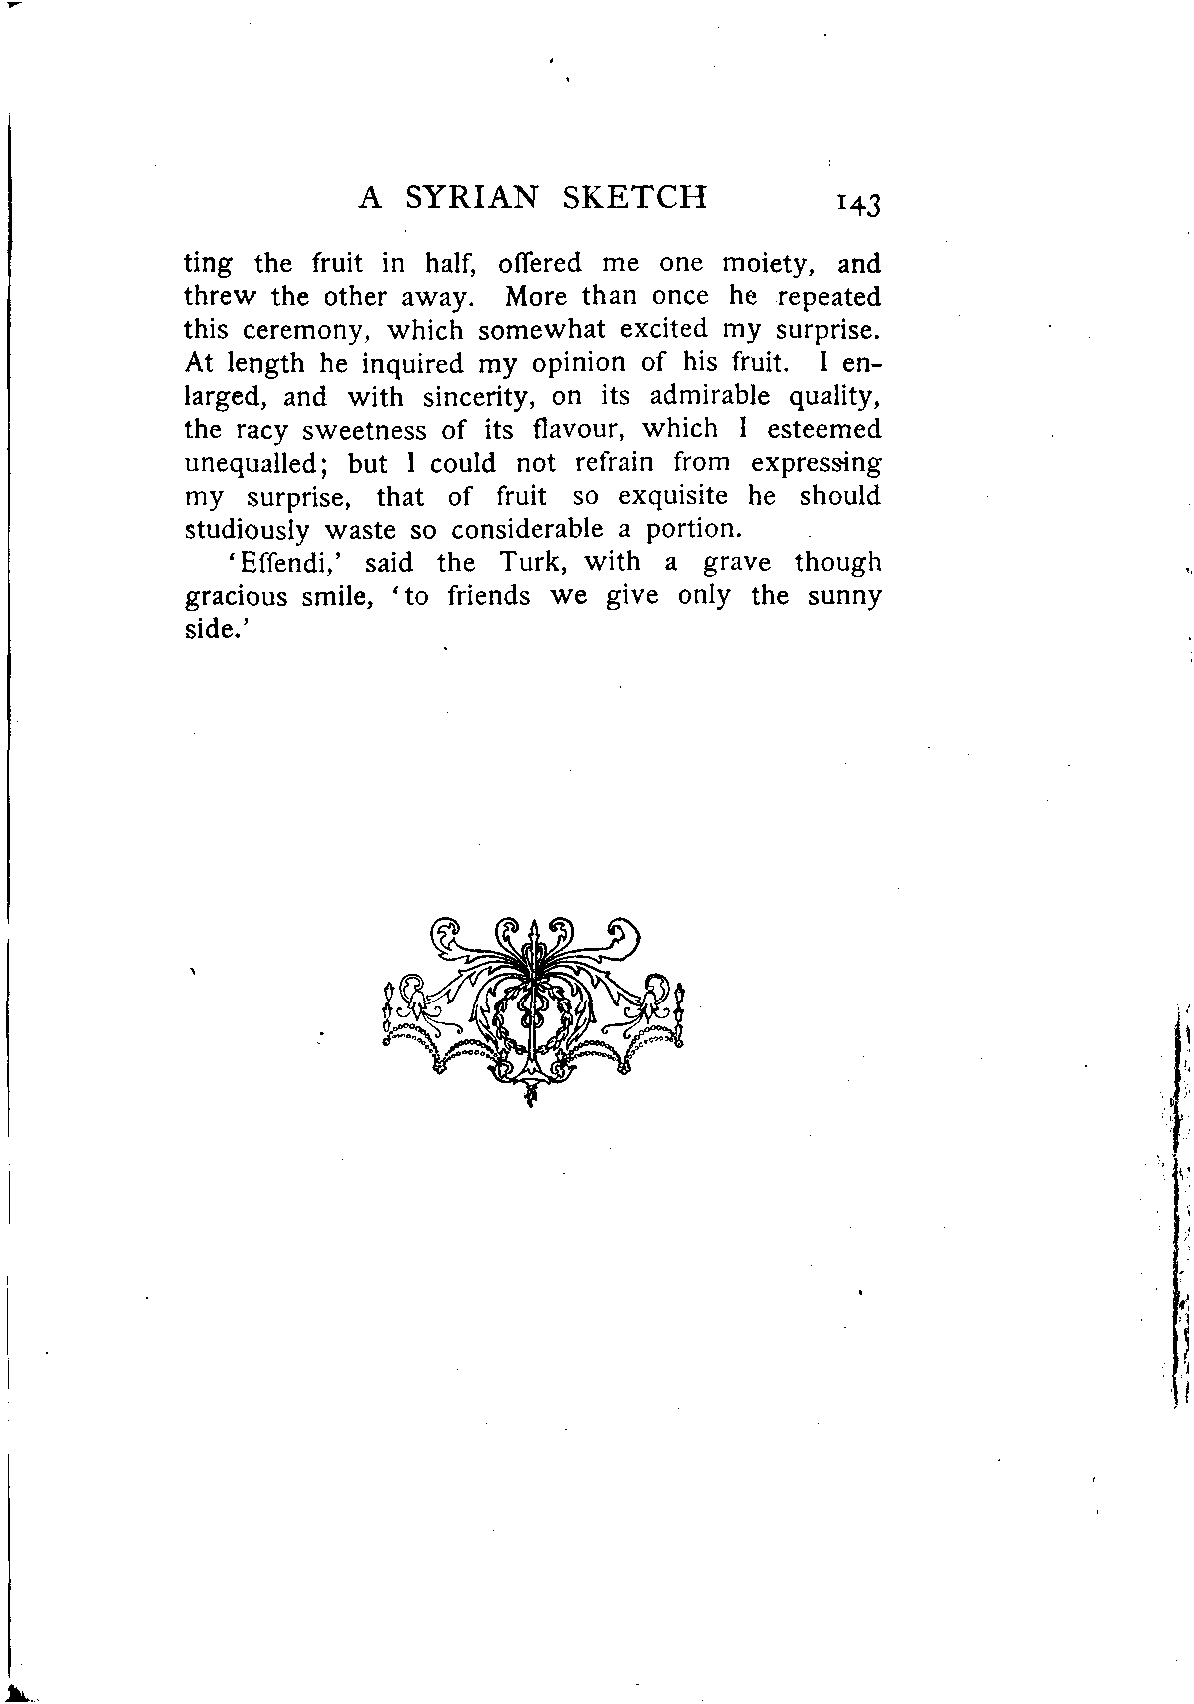 A SYRIAN SKETCH 143
ting the fruit in half, offered me one moiety, and
threw the other away. More than once he repeated
this ceremony, which somewhat excited my surprise.
At length he inquired my opinion of his fruit. I en-
larged, and with sincerity, on its admirable quality,
the racy sweetness of its flavour, which I esteemed
unequalled; but I could not refrain from expressing
my surprise, that of fruit so exquisite he should
studiously waste so considerable a portion.
‘Effendi,’ said the Turk, with a grave though
gracious smile, ‘to friends we give only the sunny
side.’